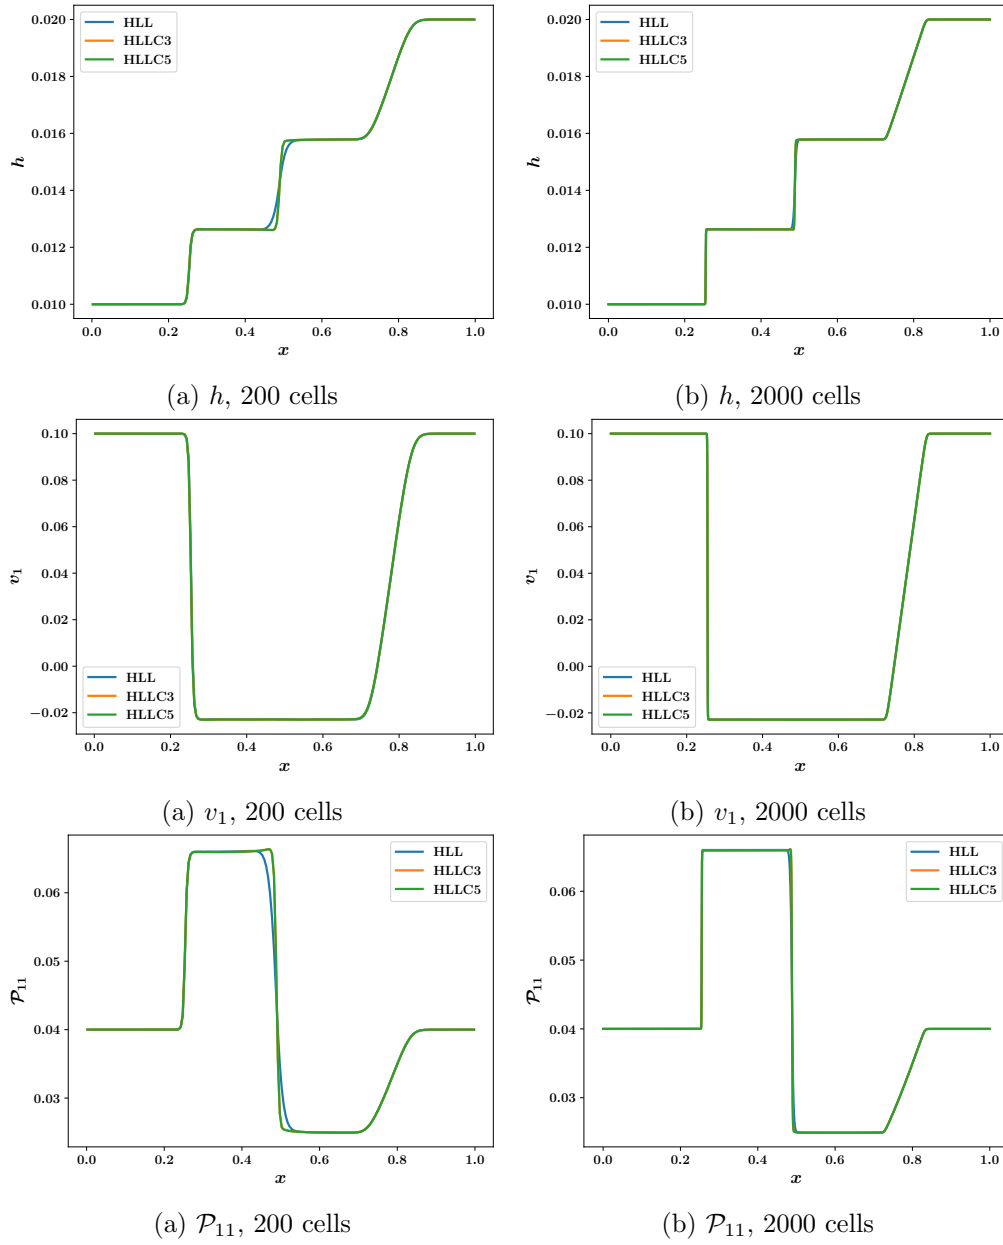 0.020
0.018
0.016
0.014
0.012
0.010
h
HLL
HLLC3
HLLC5
0.0 0.2 0.4 0.6 0.8 1.0
x
(a) h, 200 cells
0.020
0.018
0.016
0.014
0.012
0.010
h
HLL
HLLC3
HLLC5
0.0 0.2 0.4 0.6 0.8 1.0
x
(b) h, 2000 cells
0.10
0.08
0.06
0.04
0.02
0.00
−0.02
v₁
HLL
HLLC3
HLLC5
0.0 0.2 0.4 0.6 0.8 1.0
x
(a) v₁, 200 cells
0.10
0.08
0.06
0.04
0.02
0.00
−0.02
v₁
HLL
HLLC3
HLLC5
0.0 0.2 0.4 0.6 0.8 1.0
x
(b) v₁, 2000 cells
0.06
0.05
0.04
0.03
𝒫₁₁
HLL
HLLC3
HLLC5
0.0 0.2 0.4 0.6 0.8 1.0
x
(a) 𝒫₁₁, 200 cells
0.06
0.05
0.04
0.03
𝒫₁₁
HLL
HLLC3
HLLC5
0.0 0.2 0.4 0.6 0.8 1.0
x
(b) 𝒫₁₁, 2000 cells